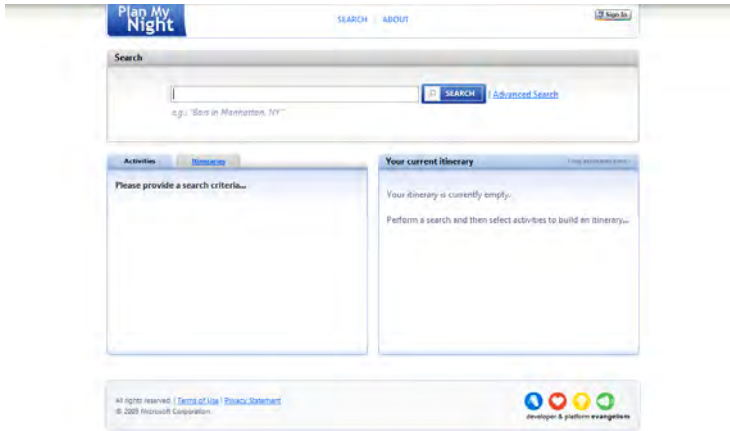 Plan My
Night
SEARCH | ABOUT
Sign In
Search
SEARCH | Advanced Search
e.g.: "Bars in Manhattan, NY"
Activities Itineraries
Your current itinerary
Please provide a search criteria...
Your itinerary is currently empty.
Perform a search and then select activities to build an itinerary...
All rights reserved. | Terms of Use | Privacy Statement
© 2009 Microsoft Corporation.
developer & platform evangelism